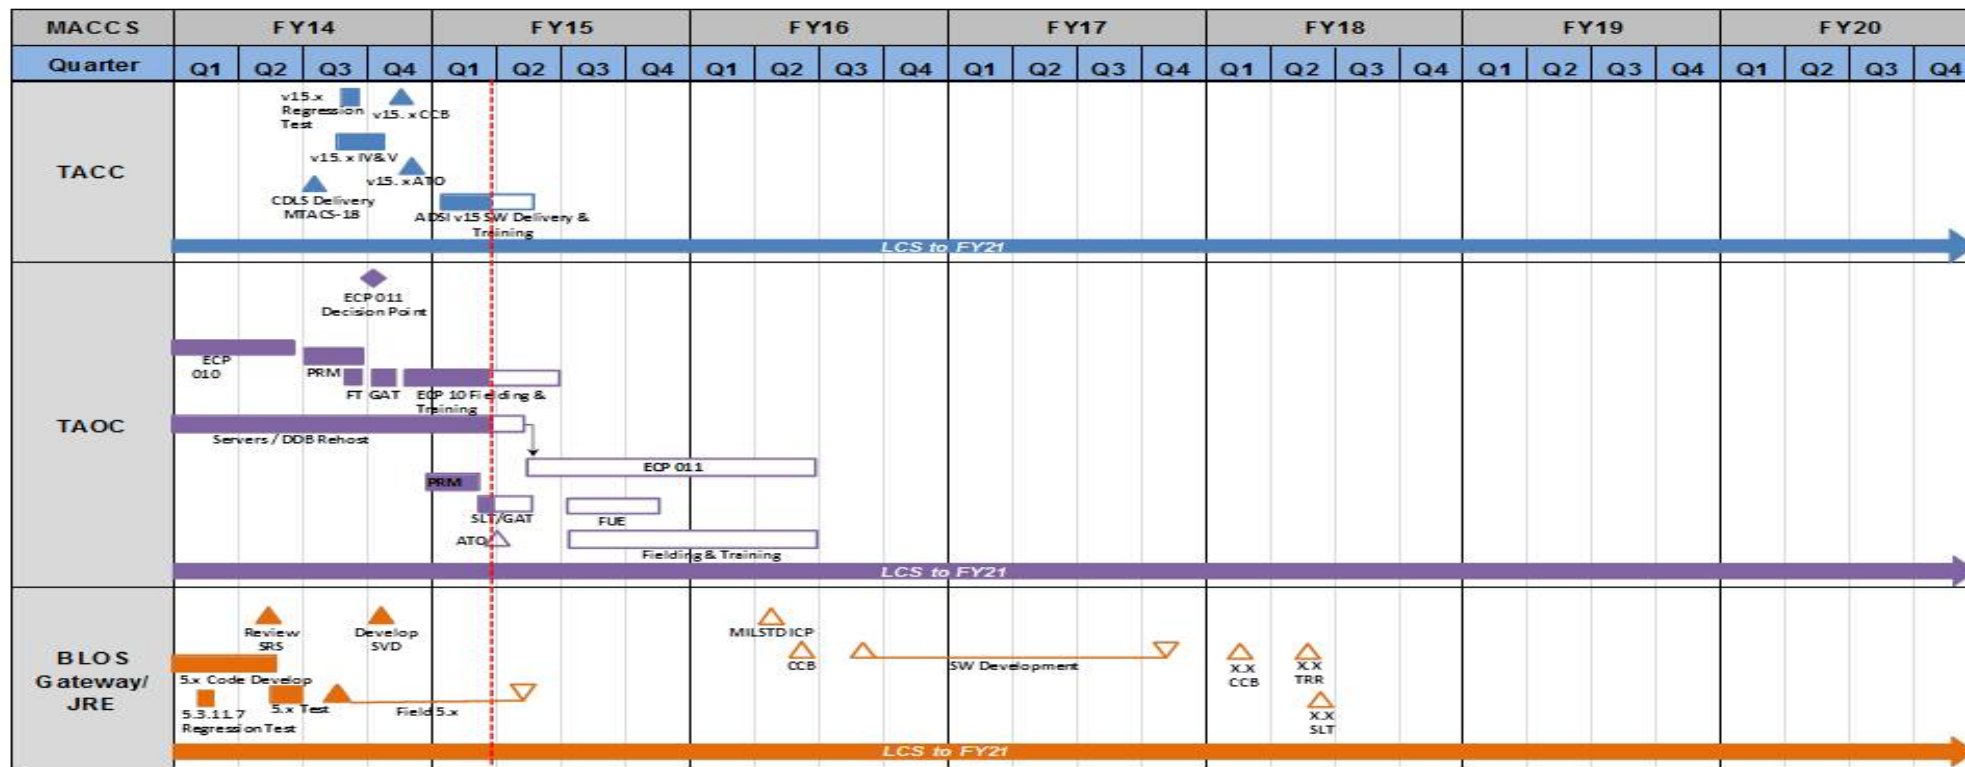 MACCS FY14 FY15 FY16 FY17 FY18 FY19 FY20
Quarter Q1 Q2 Q3 Q4 Q1 Q2 Q3 Q4 Q1 Q2 Q3 Q4 Q1 Q2 Q3 Q4 Q1 Q2 Q3 Q4 Q1 Q2 Q3 Q4 Q1 Q2 Q3 Q4
TACC
v15.x
Regression
Test
v15.x CCB
v15.x IV&V
v15.x ATO
CDLS Delivery
MTACS-18
ADSI v15 SW Delivery &
Training
LCS to FY21
TAOC
ECP 011
Decision Point
ECP
010
PRM
FT GAT
ECP 10 Fielding &
Training
Servers / DDB Rehost
ECP 011
PRM
SLT/GAT
FUE
ATO
Fielding & Training
LCS to FY21
BLOS
Gateway/
JRE
Review
SRS
Develop
SVD
MILSTD ICP
CCB
SW Development
X.X
CCB
X.X
TRR
5.x Code Develop
5.x Test
Field 5.x
5.3.11.7
Regression Test
X.X
SLT
LCS to FY21